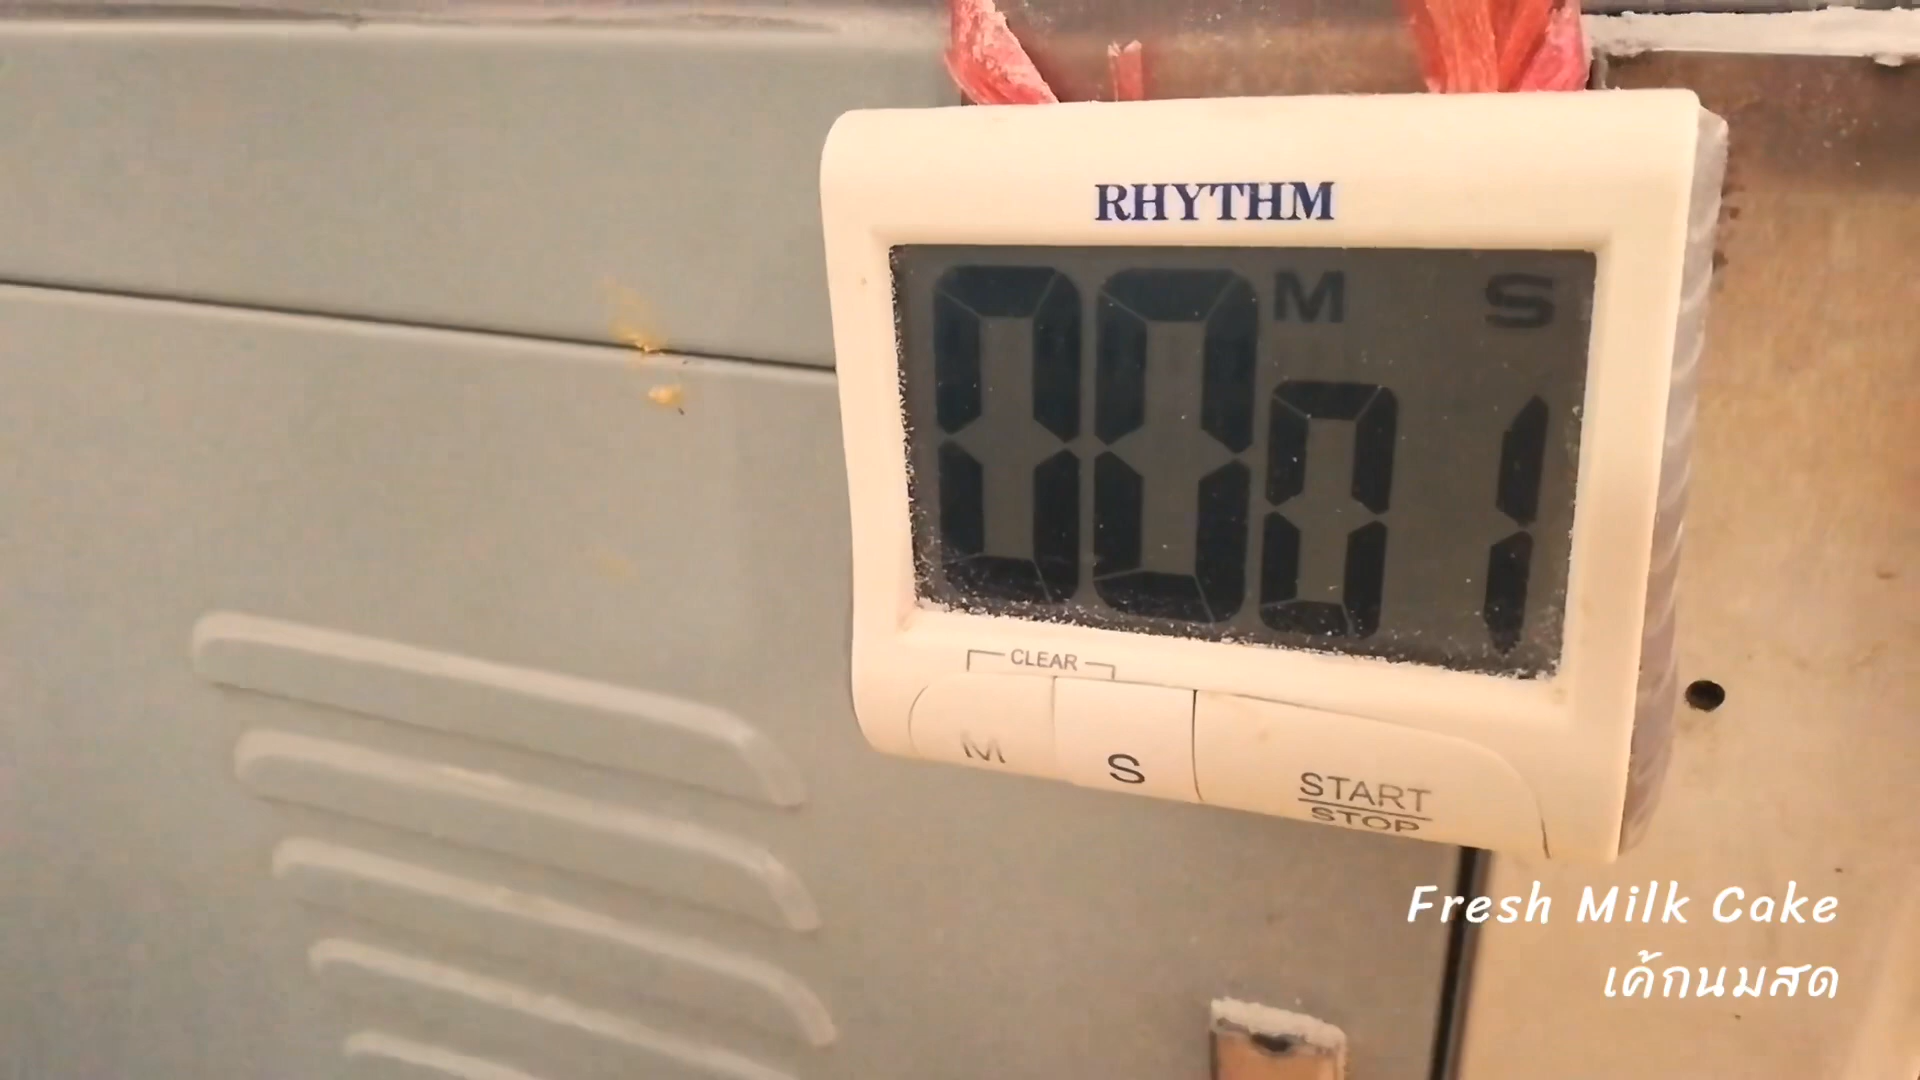 RHYTHM
M S
00 01
CLEAR
M S START
STOP
Fresh Milk Cake
เค้กนมสด